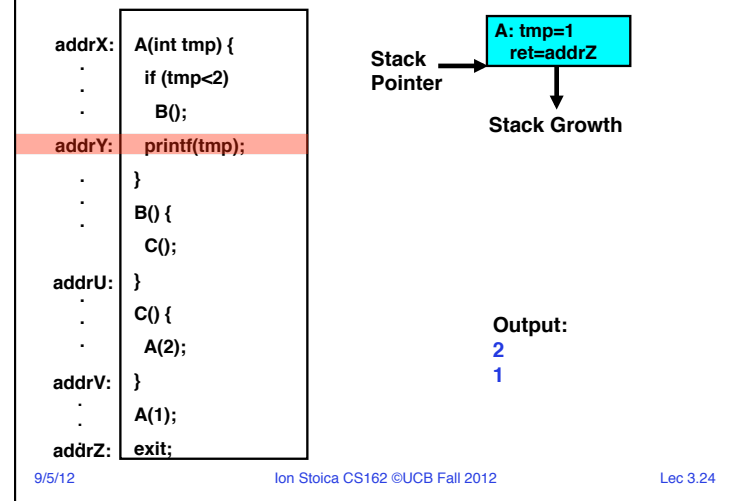 addrX: A(int tmp) {
. if (tmp<2)
.
. B();
addrY: printf(tmp);
. }
.
. B() {
C();
addrU: }
. C() {
.
. A(2);
addrV: }
. A(1);
.
addrZ: exit;
Stack
Pointer
A: tmp=1
ret=addrZ
Stack Growth
Output:
2
1
9/5/12 Ion Stoica CS162 ©UCB Fall 2012 Lec 3.24